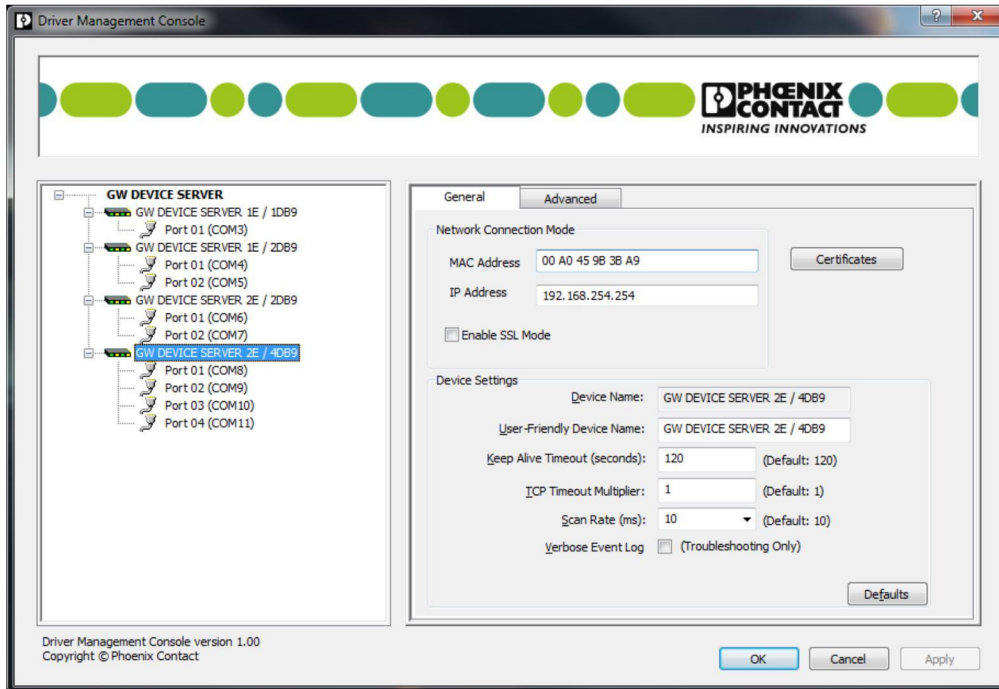 Driver Management Console
PHŒNIX
CONTACT
INSPIRING INNOVATIONS
GW DEVICE SERVER
GW DEVICE SERVER 1E / 1DB9
Port 01 (COM3)
GW DEVICE SERVER 1E / 2DB9
Port 01 (COM4)
Port 02 (COM5)
GW DEVICE SERVER 2E / 2DB9
Port 01 (COM6)
Port 02 (COM7)
GW DEVICE SERVER 2E / 4DB9
Port 01 (COM8)
Port 02 (COM9)
Port 03 (COM10)
Port 04 (COM11)
General Advanced
Network Connection Mode
MAC Address 00 A0 45 9B 3B A9 Certificates
IP Address 192.168.254.254
Enable SSL Mode
Device Settings
Device Name: GW DEVICE SERVER 2E / 4DB9
User-Friendly Device Name: GW DEVICE SERVER 2E / 4DB9
Keep Alive Timeout (seconds): 120 (Default: 120)
TCP Timeout Multiplier: 1 (Default: 1)
Scan Rate (ms): 10 (Default: 10)
Verbose Event Log (Troubleshooting Only)
Defaults
Driver Management Console version 1.00
Copyright © Phoenix Contact
OK Cancel Apply